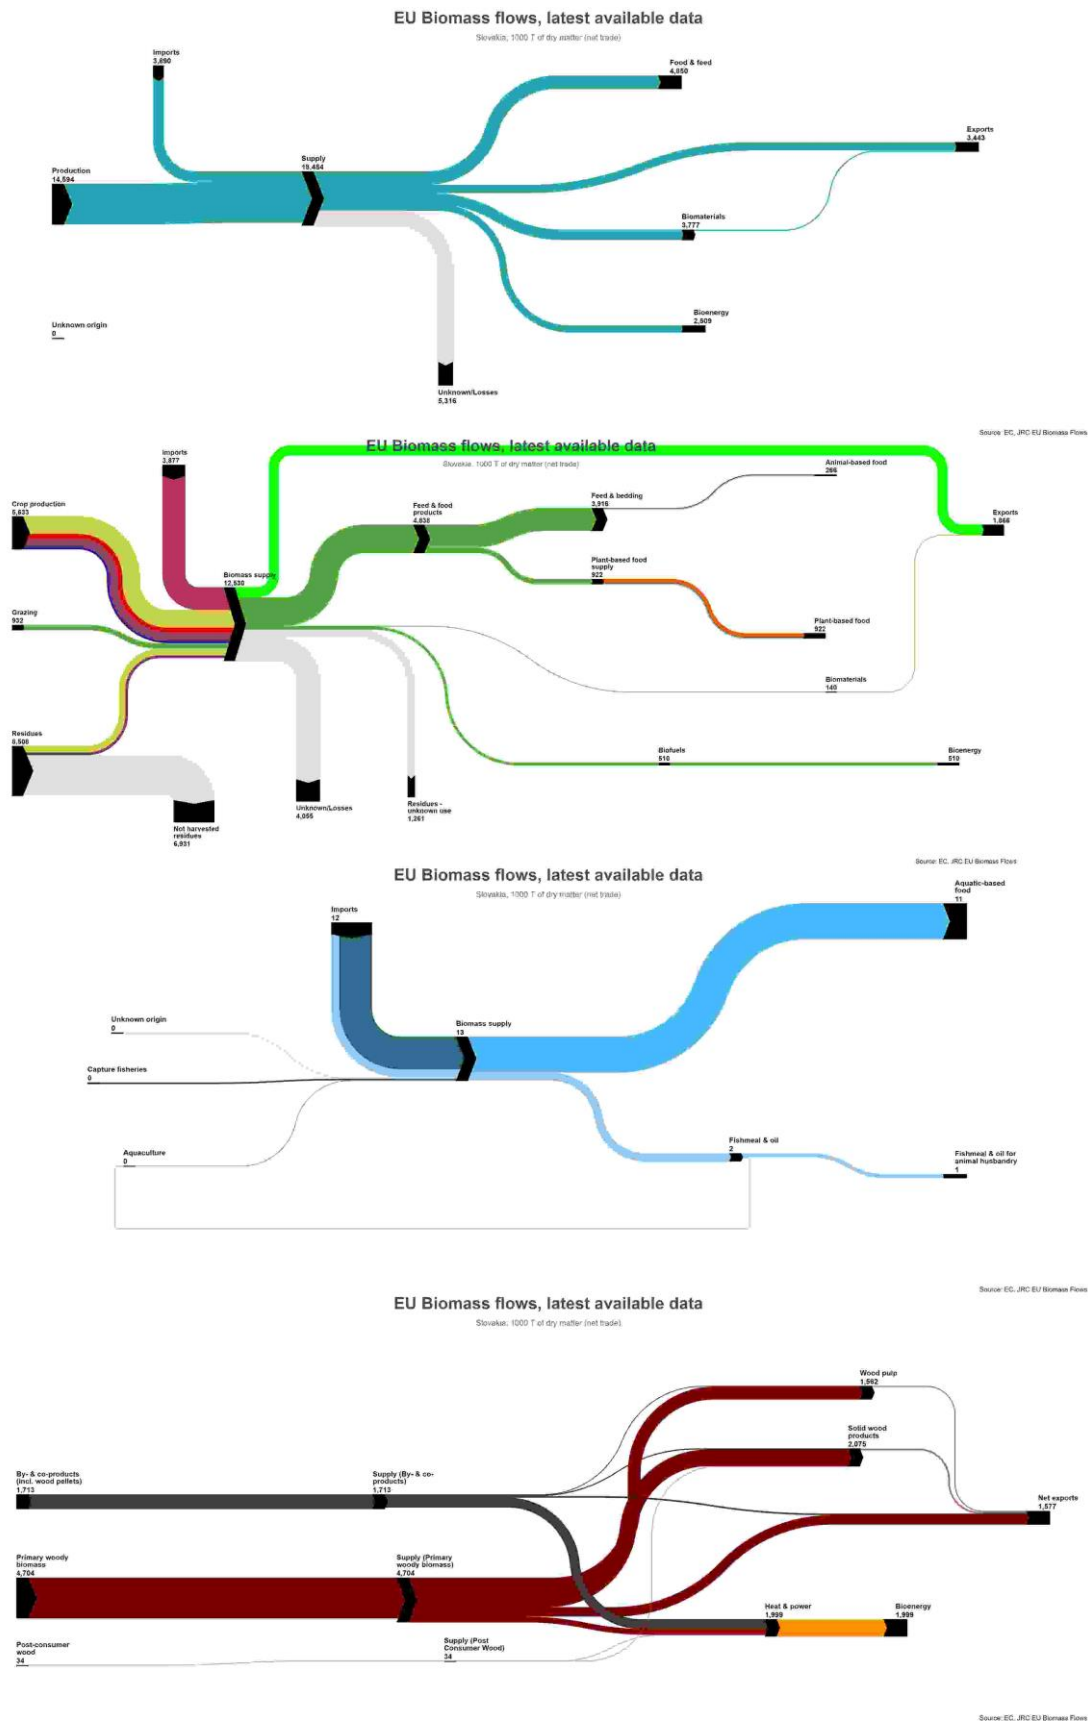 EU Biomass flows, latest available data
Slovakia, 1000 T of dry matter (net trade)
Imports
3,890
Food & feed
4,850
Exports
3,443
Supply
Production
14,594
Biomaterials
3,777
Bioenergy
2,509
Unknown origin
0
Unknown/Losses
5,316
Source: EC, JRC EU Biomass Flows
EU Biomass flows, latest available data
Slovakia, 1000 T of dry matter (net trade)
Imports
3,877
Animal-based food
266
Feed & bedding
3,916
Crop production
5,633
Feed & food
products
4,838
Exports
Plant-based food
supply
922
Biomass supply
Grazing
932
Plant-based food
922
Biomaterials
140
Residues
Biofuels
Bioenergy
Unknown/Losses
4,055
Residues -
unknown use
1,261
Not harvested
residues
6,931
Source: EC, JRC EU Biomass Flows
EU Biomass flows, latest available data
Slovakia, 1000 T of dry matter (net trade)
Aquatic-based
food
11
Imports
12
Unknown origin
0
Biomass supply
13
Capture fisheries
0
Aquaculture
0
Fishmeal & oil
2
Fishmeal & oil for
animal husbandry
1
Source: EC, JRC EU Biomass Flows
EU Biomass flows, latest available data
Slovakia, 1000 T of dry matter (net trade)
Wood pulp
1,562
Solid wood
products
2,075
By- & co-products
(incl. wood pellets)
1,713
Supply (By- & co-
products)
1,713
Net exports
1,577
Primary woody
biomass
4,704
Supply (Primary
woody biomass)
4,704
Heat & power
1,999
Bioenergy
1,999
Post-consumer
wood
34
Supply (Post
Consumer Wood)
34
Source: EC, JRC EU Biomass Flows